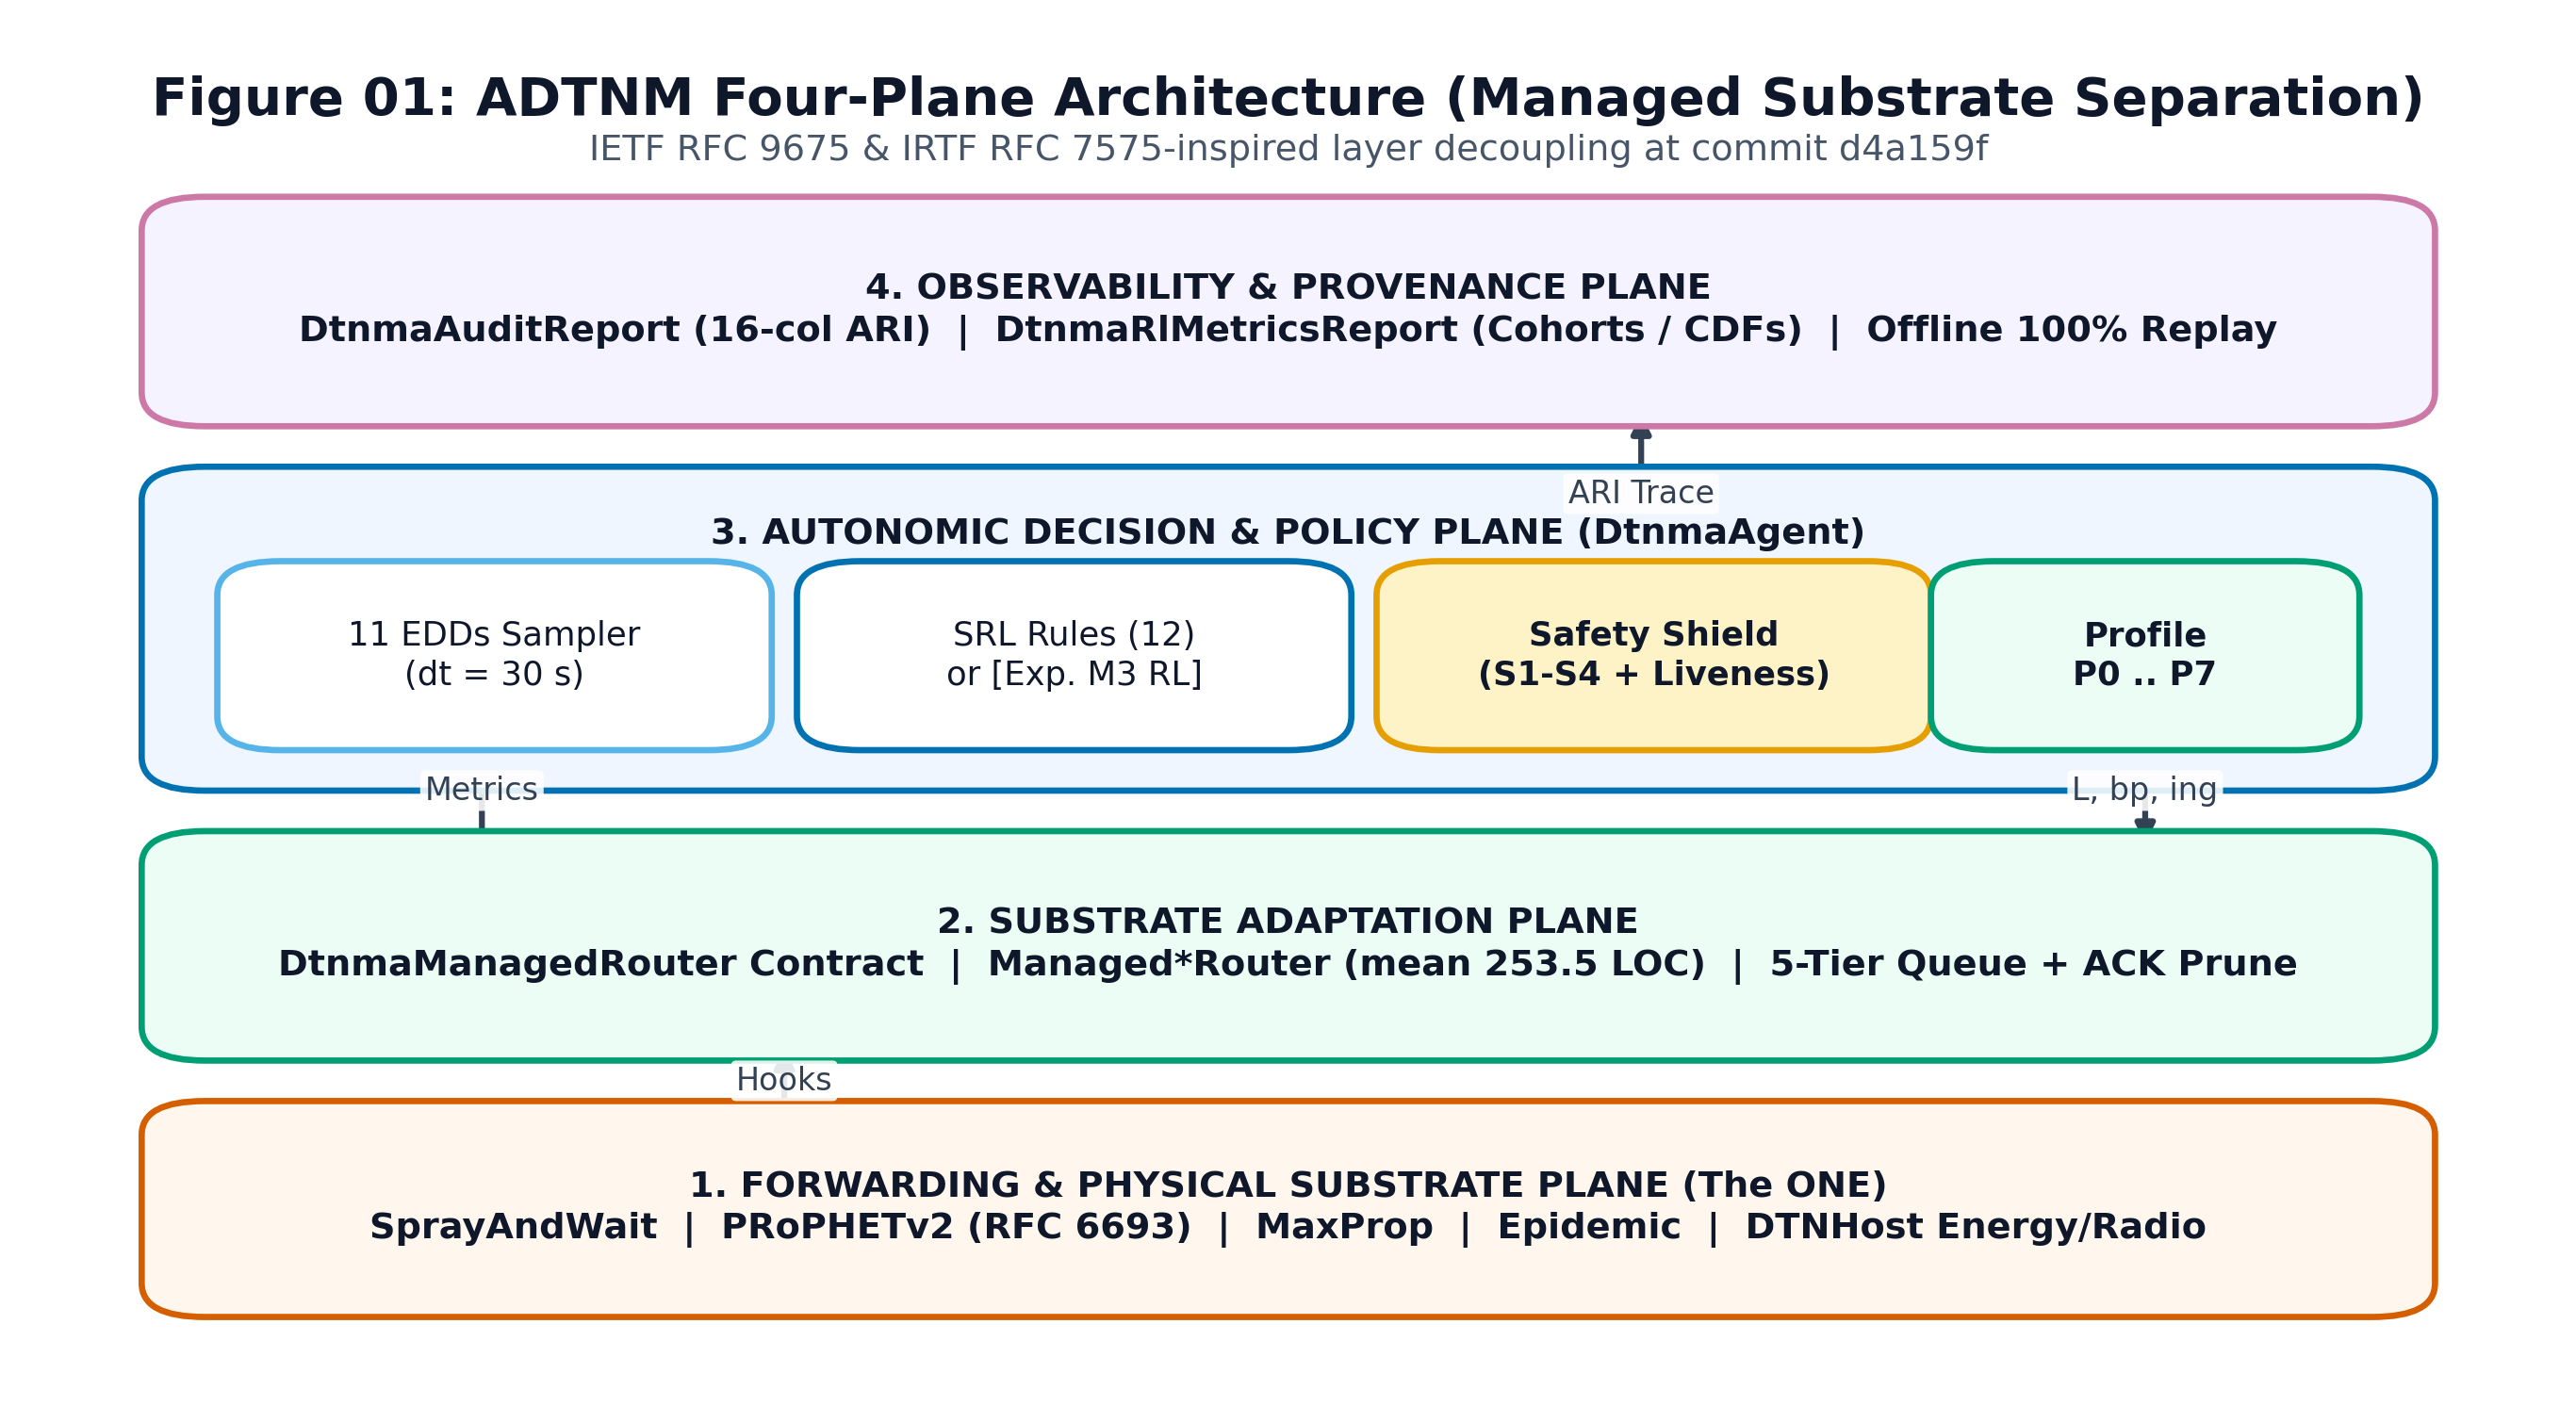 Figure 01: ADTNM Four-Plane Architecture (Managed Substrate Separation)
IETF RFC 9675 & IRTF RFC 7575-inspired layer decoupling at commit d4a159f
4. OBSERVABILITY & PROVENANCE PLANE
DtnmaAuditReport (16-col ARI) | DtnmaRlMetricsReport (Cohorts / CDFs) | Offline 100% Replay
ARI Trace
3. AUTONOMIC DECISION & POLICY PLANE (DtnmaAgent)
11 EDDs Sampler
(dt = 30 s)
SRL Rules (12)
or [Exp. M3 RL]
Safety Shield
(S1-S4 + Liveness)
Profile
P0 .. P7
Metrics
L, bp, ing
2. SUBSTRATE ADAPTATION PLANE
DtnmaManagedRouter Contract | Managed*Router (mean 253.5 LOC) | 5-Tier Queue + ACK Prune
Hooks
1. FORWARDING & PHYSICAL SUBSTRATE PLANE (The ONE)
SprayAndWait | PRoPHETv2 (RFC 6693) | MaxProp | Epidemic | DTNHost Energy/Radio